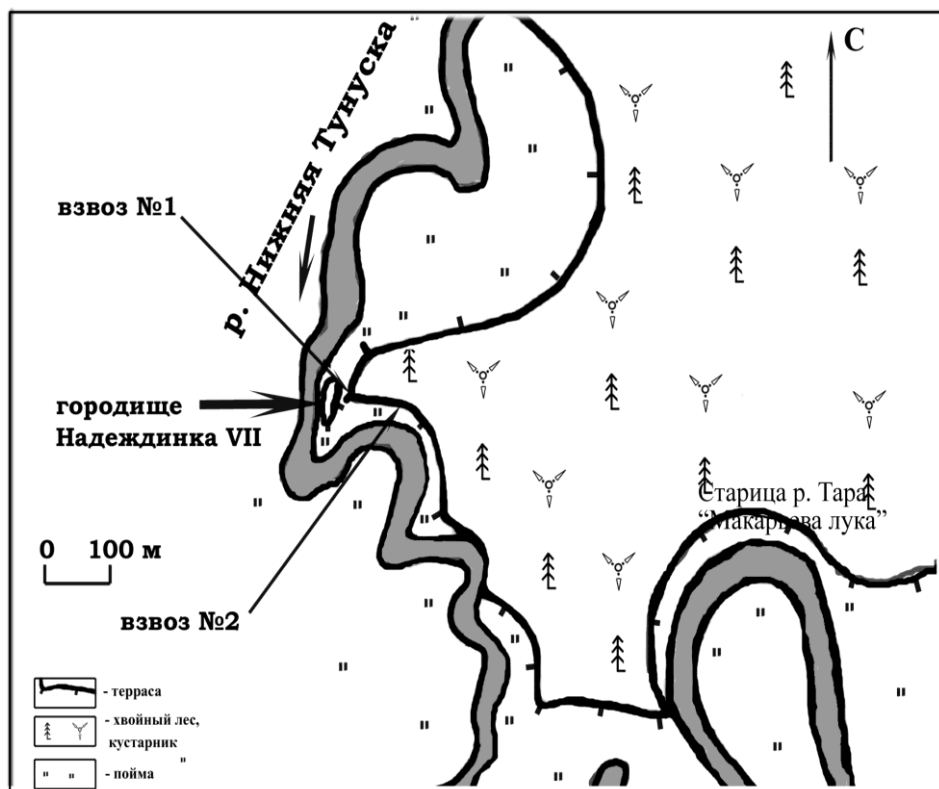 С
р. Нижняя Тунуска
взвоз №1
городище
Надеждинка VII
Старица р. Тара
“Макарьева лука”
0 100 м
взвоз №2
- терраса
- хвойный лес,
кустарник
- пойма